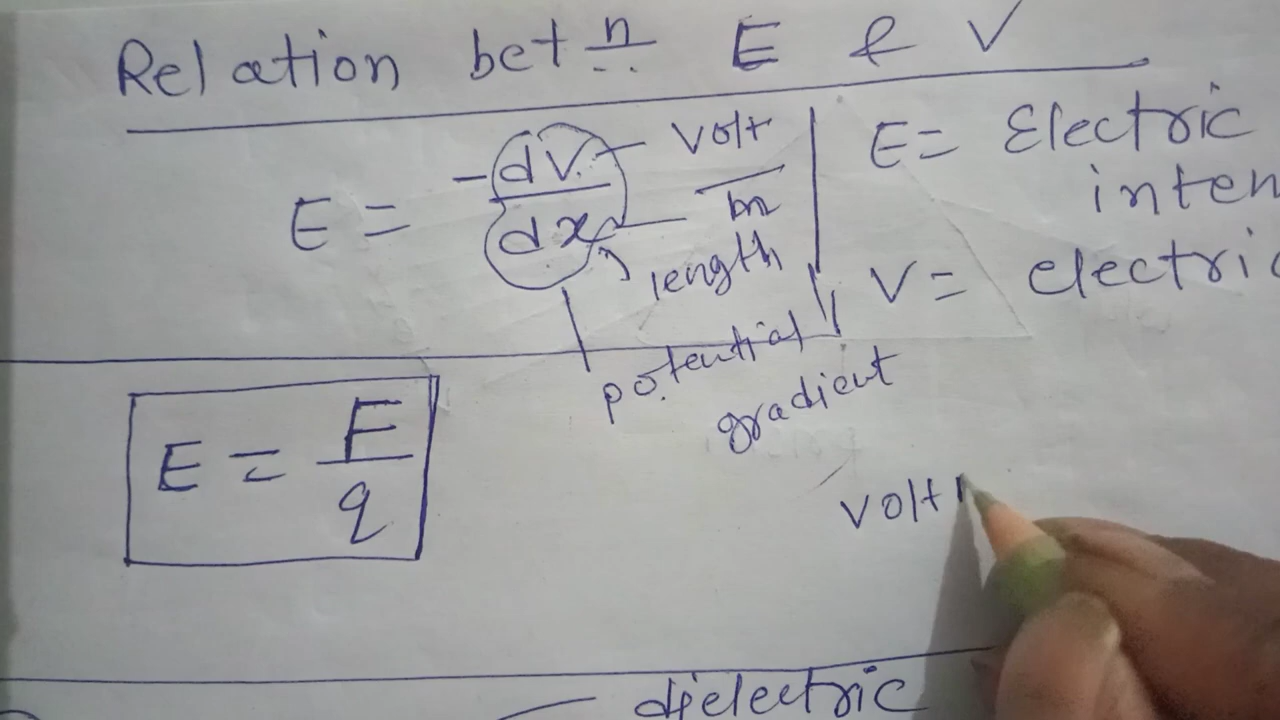 Relation betn E & V
E = -dV/dx
Volt
m
length
potential
gradient
E = Electric
inten
V = electric
E = F/q
Volt
dielectric